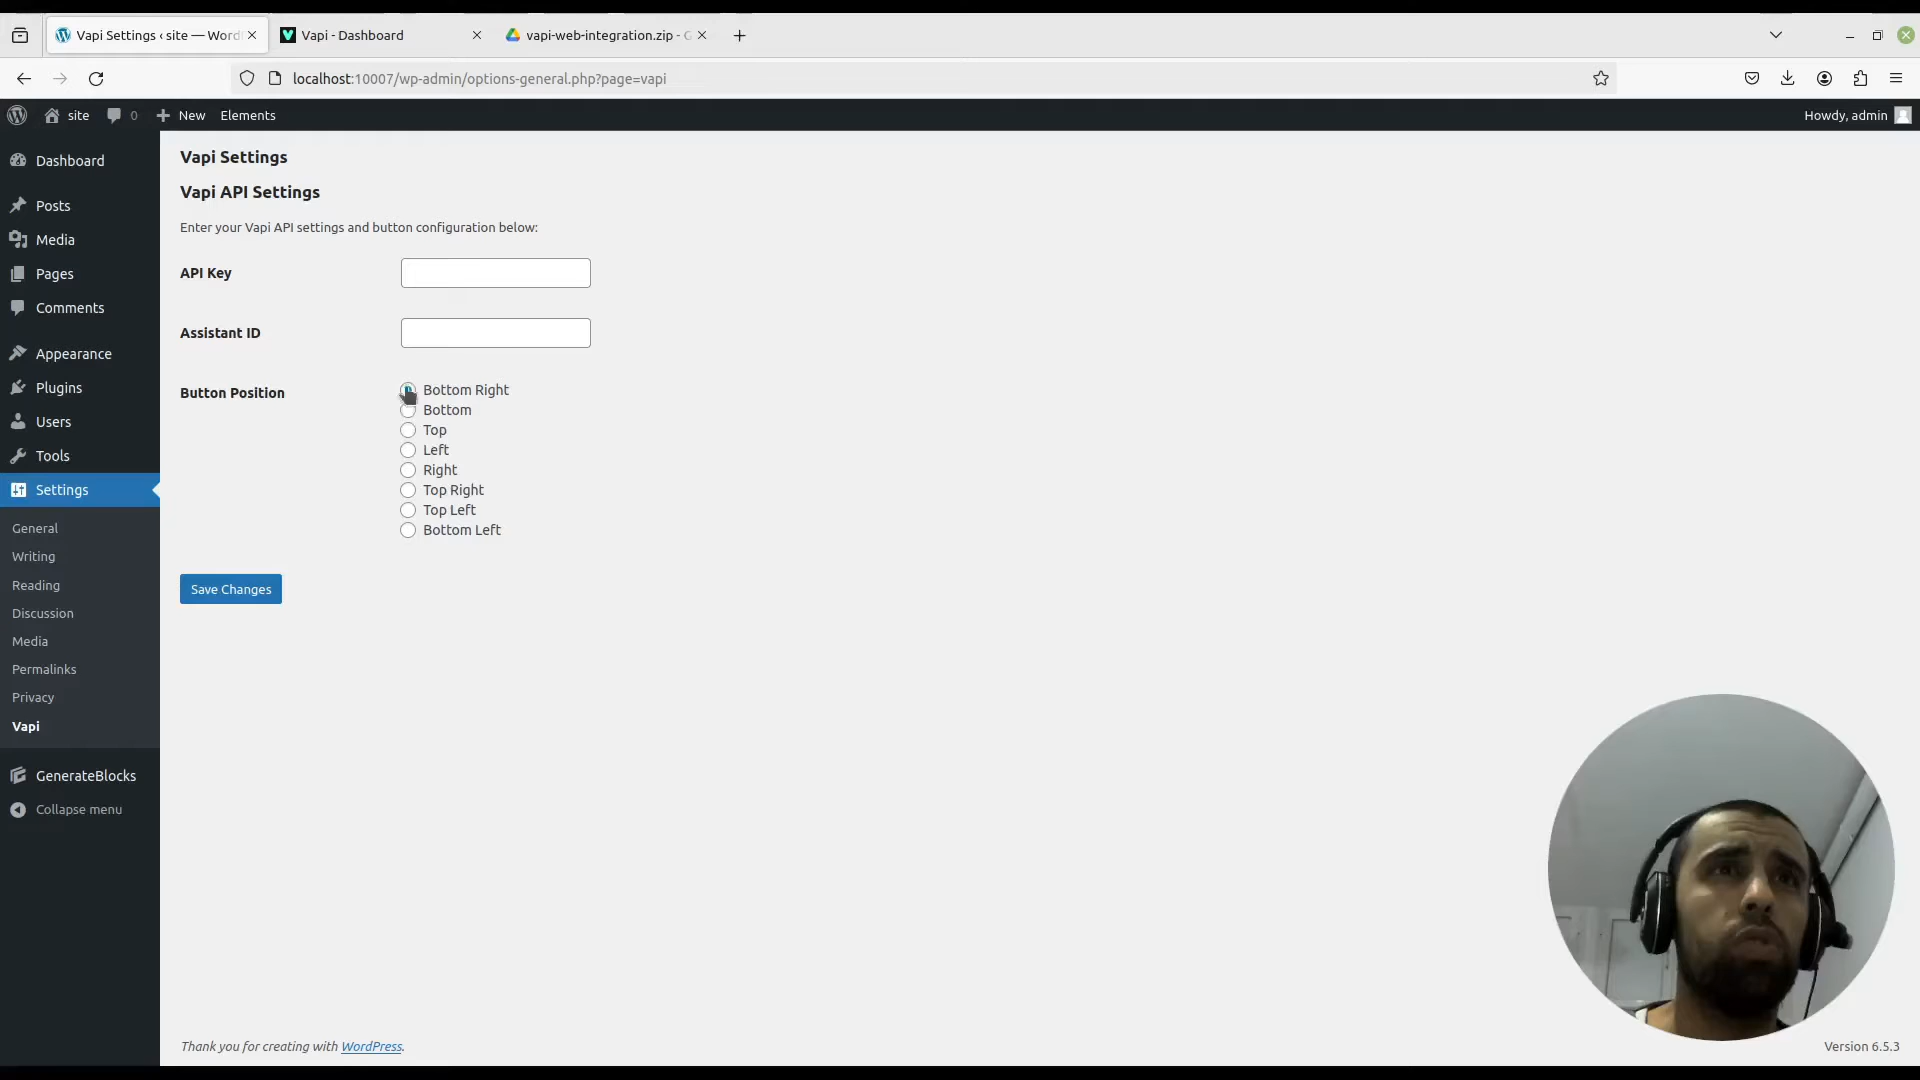 Vapi Settings ‹ site — Word
Vapi - Dashboard
vapi-web-integration.zip - G
localhost:10007/wp-admin/options-general.php?page=vapi
site
0
New
Elements
Howdy, admin
Dashboard
Posts
Media
Pages
Comments
Appearance
Plugins
Users
Tools
Settings
General
Writing
Reading
Discussion
Media
Permalinks
Privacy
Vapi
GenerateBlocks
Collapse menu
Vapi Settings
Vapi API Settings
Enter your Vapi API settings and button configuration below:
API Key
Assistant ID
Button Position
Bottom Right
Bottom
Top
Left
Right
Top Right
Top Left
Bottom Left
Save Changes
Thank you for creating with WordPress.
Version 6.5.3